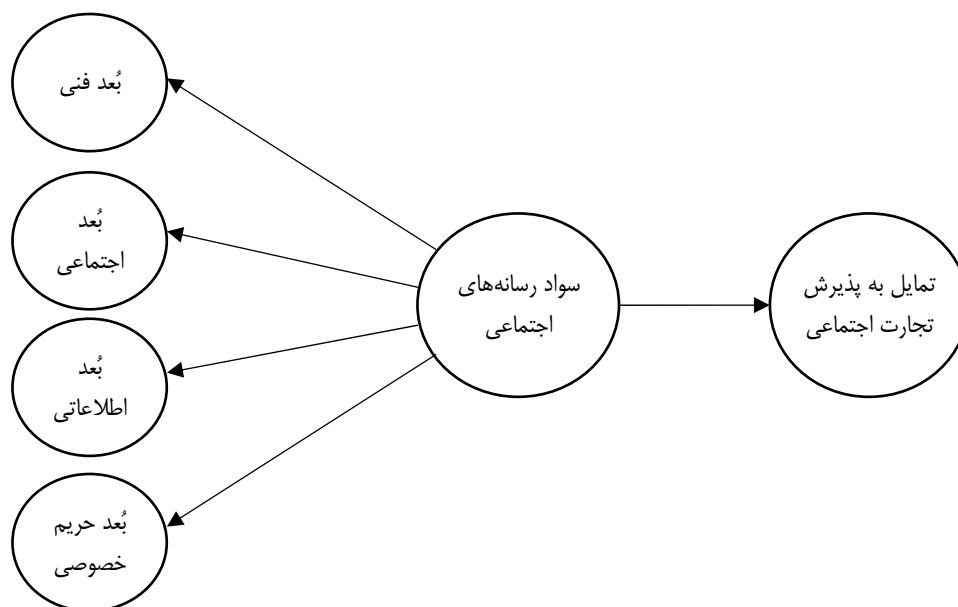 بُعد فنی
بُعد
اجتماعی
بُعد
اطلاعاتی
بُعد حریم
خصوصی
سواد رسانه‌های
اجتماعی
تمایل به پذیرش
تجارت اجتماعی